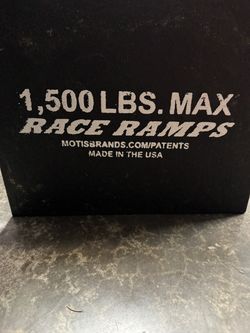 1,500 LBS. MAX
RACE RAMPS
MOTISBRANDS.COM/PATENTS
MADE IN THE USA